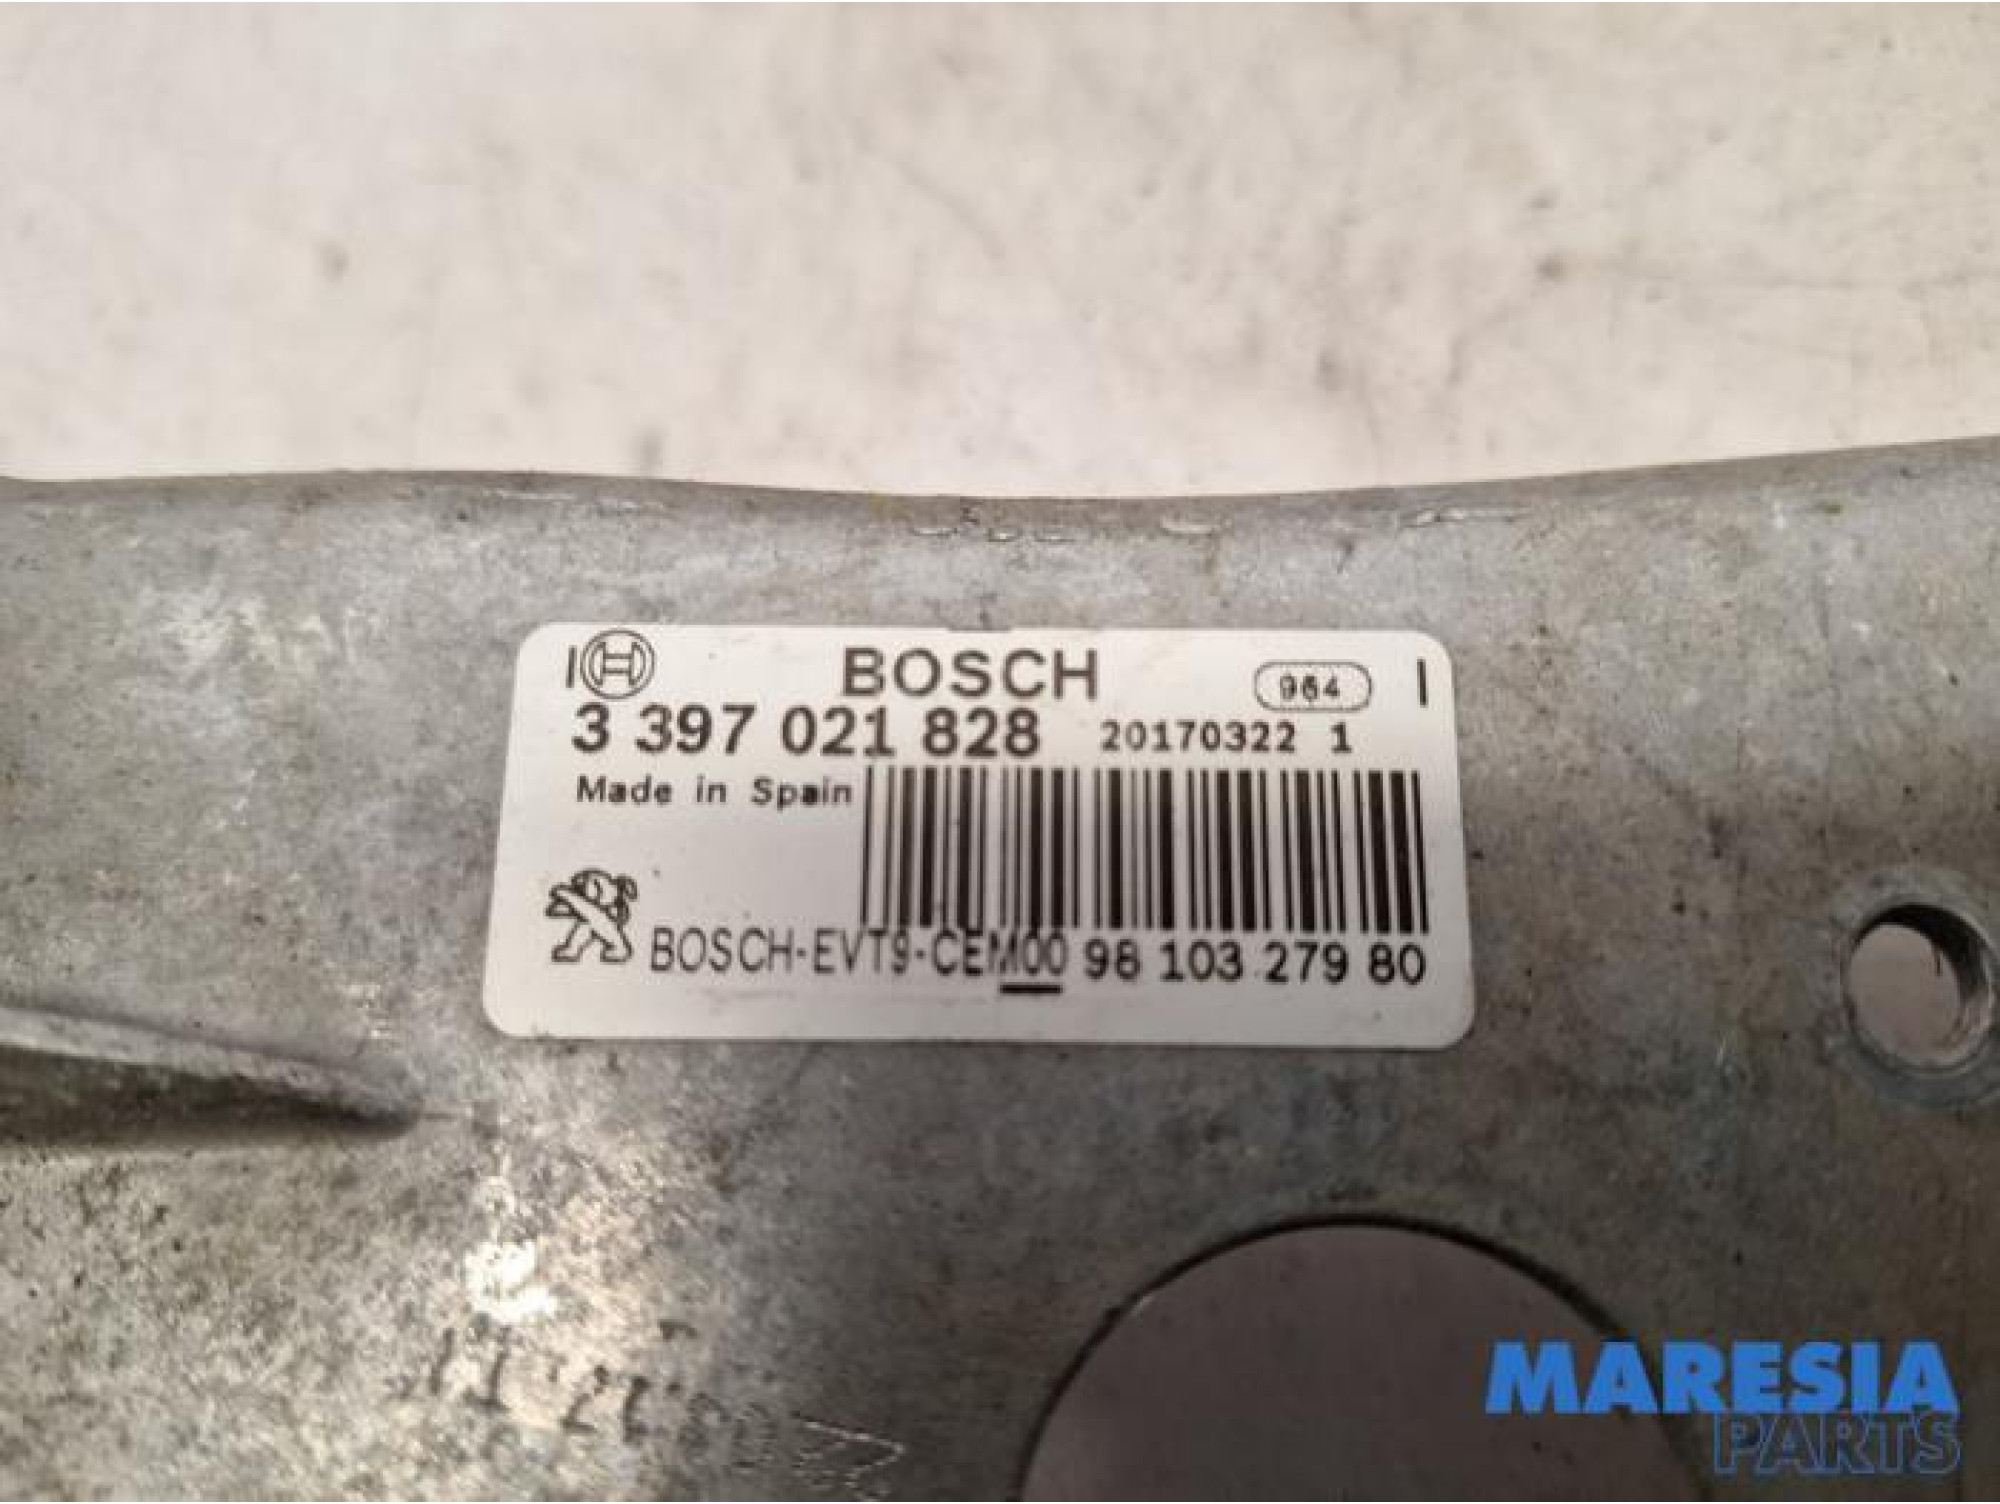 BOSCH 964
3 397 021 828 20170322 1
Made in Spain
BOSCH-EVT9-CEM00 98 103 279 80
MARESIA
PARTS